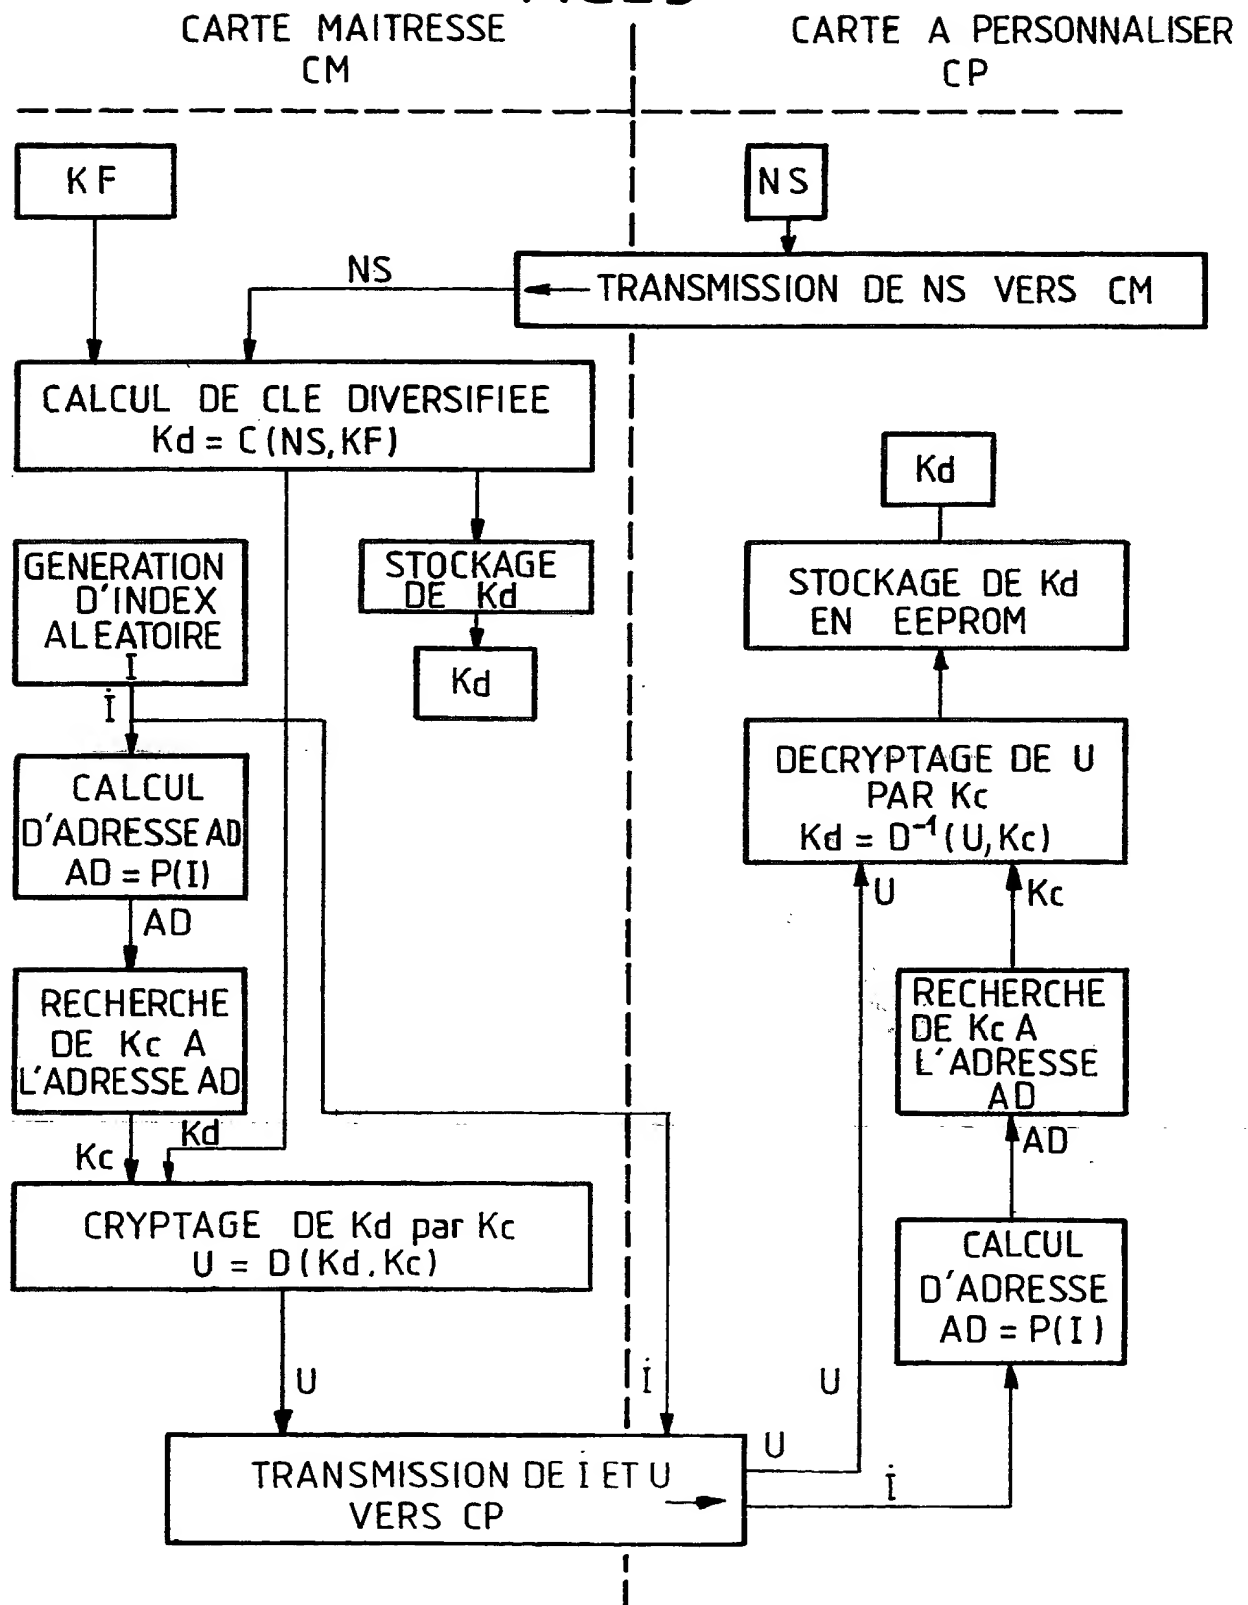 CARTE MAITRESSE
CM
CARTE A PERSONNALISER
CP
KF
NS
NS
TRANSMISSION DE NS VERS CM
CALCUL DE CLE DIVERSIFIEE
Kd = C(NS,KF)
Kd
GENERATION
D'INDEX
ALEATOIRE
I
STOCKAGE
DE Kd
STOCKAGE DE Kd
EN EEPROM
i
Kd
CALCUL
D'ADRESSE AD
AD = P(I)
DECRYPTAGE DE U
PAR Kc
Kd = D⁻¹(U,Kc)
U
Kc
AD
RECHERCHE
DE Kc A
L'ADRESSE AD
RECHERCHE
DE Kc A
L'ADRESSE
AD
Kd
Kc
AD
CRYPTAGE DE Kd par Kc
U = D(Kd,Kc)
CALCUL
D'ADRESSE
AD = P(I)
U
i
U
U
i
TRANSMISSION DE i ET U
VERS CP